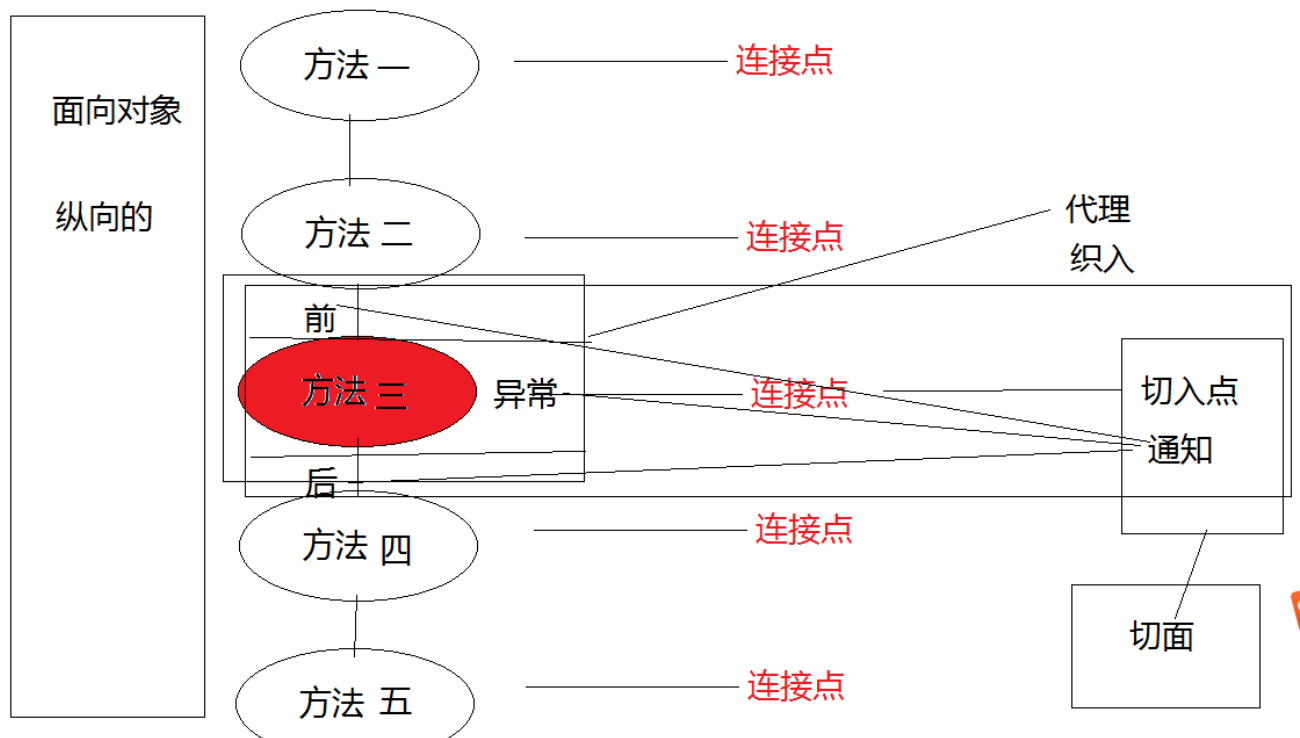 面向对象
纵向的
方法 一
连接点
方法 二
连接点
代理
织入
前
方法 三
异常
连接点
切入点
通知
后
方法 四
连接点
切面
方法 五
连接点